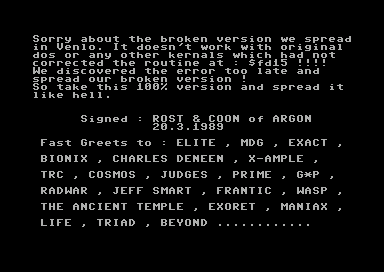 Sorry about the broken version we spread
in Venlo. It doesn't work with original
dos or any other kernals which had not
corrected the routine at : $fd15 !!!!
We discovered the error too late and
spread our broken version !
So take this 100% version and spread it
like hell.
Signed : ROST & COON of ARGON
20.3.1989
Fast Greets to : ELITE , MDG , EXACT ,
BIONIX , CHARLES DENEEN , X-AMPLE ,
TRC , COSMOS , JUDGES , PRIME , G*P ,
RADWAR , JEFF SMART , FRANTIC , WASP ,
THE ANCIENT TEMPLE , EXORET , MANIAX ,
LIFE , TRIAD , BEYOND ............